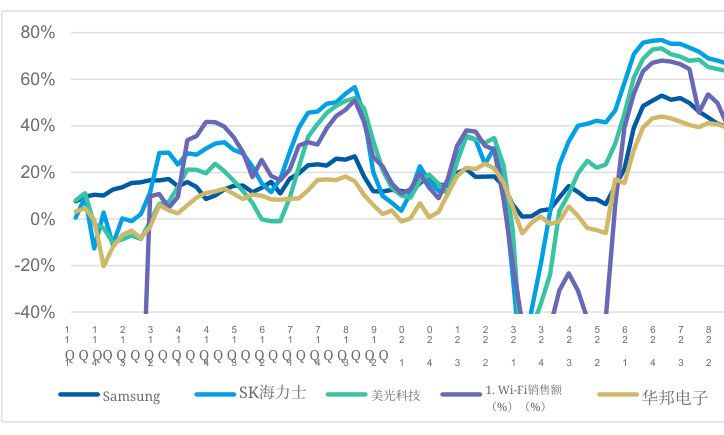 80%
60%
40%
20%
0%
-20%
-40%
Q Q Q Q Q Q Q Q Q Q Q Q Q Q Q Q Q Q Q Q Q Q Q Q
Samsung
SK海力士
美光科技
1. Wi-Fi销售额
（%）（%）
华邦电子